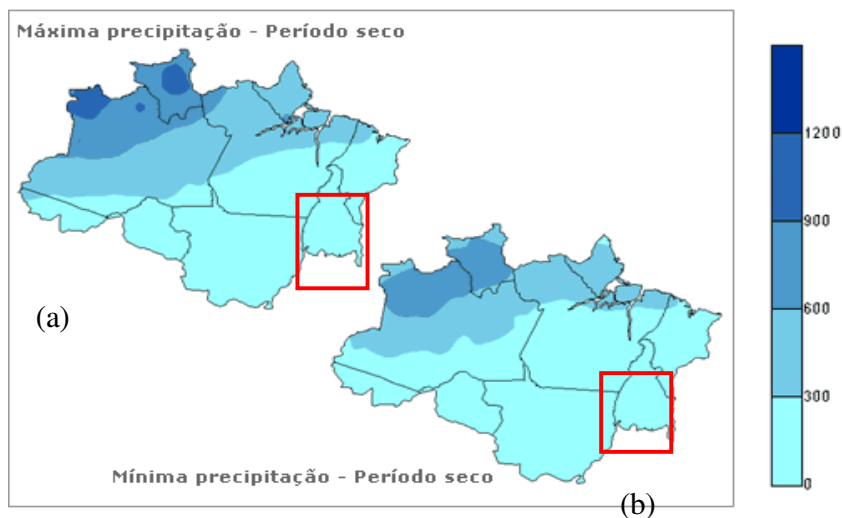 Máxima precipitação - Período seco
1200
900
600
(a)
300
Mínima precipitação - Período seco
0
(b)